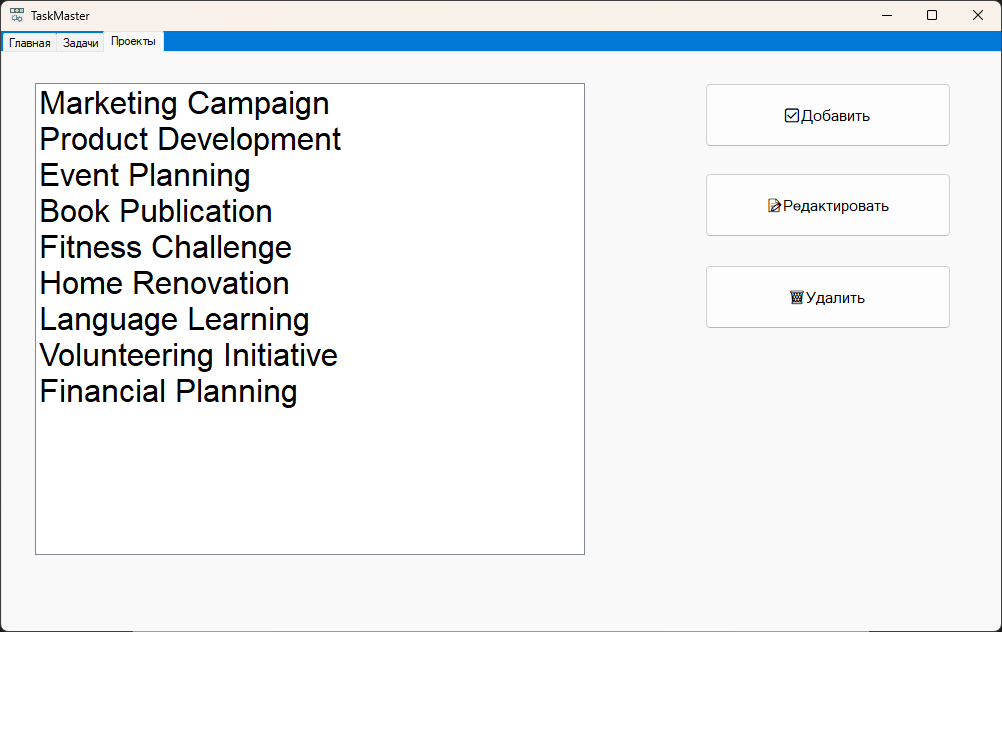 TaskMaster
Главная Задачи Проекты
Marketing Campaign
Product Development
Event Planning
Book Publication
Fitness Challenge
Home Renovation
Language Learning
Volunteering Initiative
Financial Planning
Добавить
Редактировать
Удалить